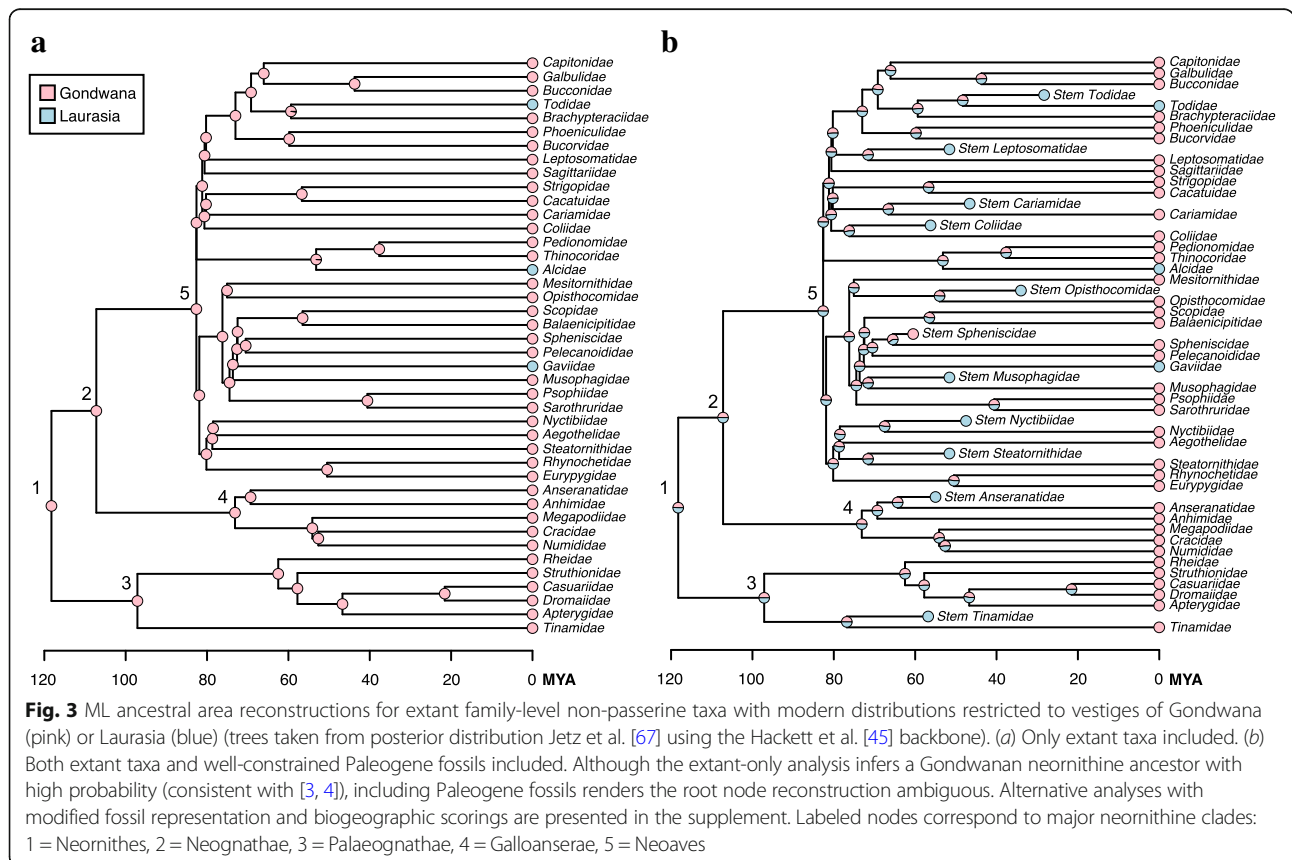 a
Gondwana
Laurasia
Capitonidae
Galbulidae
Bucconidae
Todidae
Brachypteraciidae
Phoeniculidae
Bucorvidae
Leptosomatidae
Sagittariidae
Strigopidae
Cacatuidae
Cariamidae
Coliidae
Pedionomidae
Thinocoridae
Alcidae
Mesitornithidae
Opisthocomidae
Scopidae
Balaenicipitidae
Spheniscidae
Pelecanoididae
Gaviidae
Musophagidae
Psophiidae
Sarothruridae
Nyctibiidae
Aegothelidae
Steatornithidae
Rhynochetidae
Eurypygidae
Anseranatidae
Anhimidae
Megapodiidae
Cracidae
Numididae
Rheidae
Struthionidae
Casuariidae
Dromaiidae
Apterygidae
Tinamidae
5
2
4
1
3
120 100 80 60 40 20 0 MYA
b
Capitonidae
Galbulidae
Bucconidae
Stem Todidae
Todidae
Brachypteraciidae
Phoeniculidae
Bucorvidae
Stem Leptosomatidae
Leptosomatidae
Sagittariidae
Strigopidae
Cacatuidae
Stem Cariamidae
Cariamidae
Stem Coliidae
Coliidae
Pedionomidae
Thinocoridae
Alcidae
Mesitornithidae
Stem Opisthocomidae
Opisthocomidae
Scopidae
Balaenicipitidae
Stem Spheniscidae
Spheniscidae
Pelecanoididae
Gaviidae
Stem Musophagidae
Musophagidae
Psophiidae
Sarothruridae
Stem Nyctibiidae
Nyctibiidae
Aegothelidae
Stem Steatornithidae
Steatornithidae
Rhynochetidae
Eurypygidae
Stem Anseranatidae
Anseranatidae
Anhimidae
Megapodiidae
Cracidae
Numididae
Rheidae
Struthionidae
Casuariidae
Dromaiidae
Apterygidae
Stem Tinamidae
Tinamidae
5
2
1
4
3
120 100 80 60 40 20 0 MYA
Fig. 3 ML ancestral area reconstructions for extant family-level non-passerine taxa with modern distributions restricted to vestiges of Gondwana
(pink) or Laurasia (blue) (trees taken from posterior distribution Jetz et al. [67] using the Hackett et al. [45] backbone). (a) Only extant taxa included. (b)
Both extant taxa and well-constrained Paleogene fossils included. Although the extant-only analysis infers a Gondwanan neornithine ancestor with
high probability (consistent with [3, 4]), including Paleogene fossils renders the root node reconstruction ambiguous. Alternative analyses with
modified fossil representation and biogeographic scorings are presented in the supplement. Labeled nodes correspond to major neornithine clades:
1 = Neornithes, 2 = Neognathae, 3 = Palaeognathae, 4 = Galloanserae, 5 = Neoaves